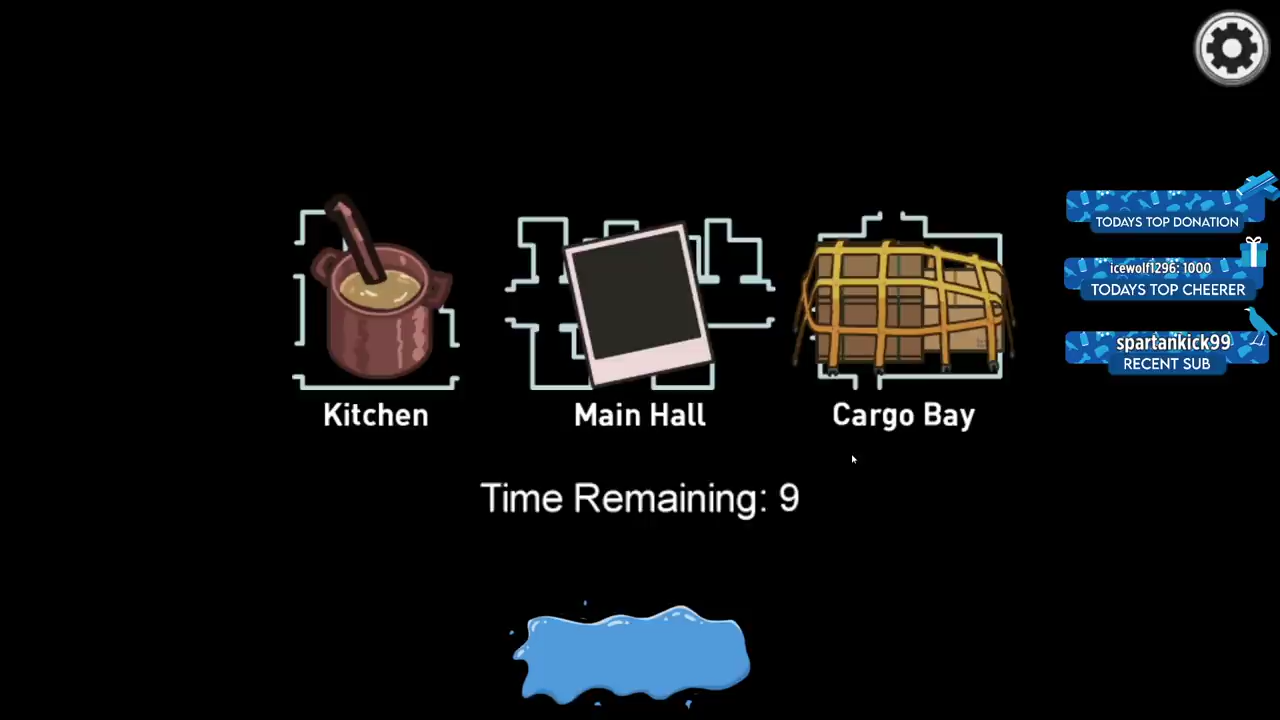 TODAYS TOP DONATION
icewolf1296: 1000
TODAYS TOP CHEERER
spartankick99
RECENT SUB
Kitchen
Main Hall
Cargo Bay
Time Remaining: 9